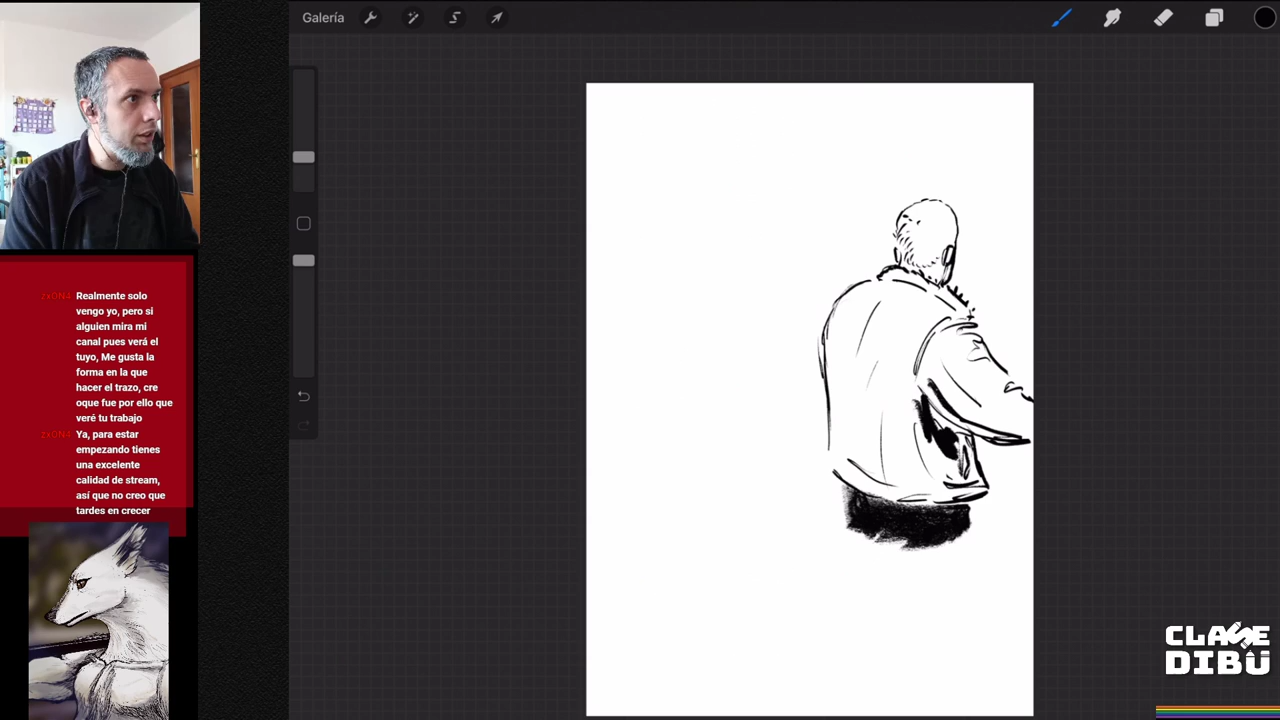 Galería
zxON4 Realmente solo
vengo yo, pero si
alguien mira mi
canal pues verá el
tuyo, Me gusta la
forma en la que
hacer el trazo, cre
oque fue por ello que
veré tu trabajo
zxON4 Ya, para estar
empezando tienes
una excelente
calidad de stream,
así que no creo que
tardes en crecer
CLASE
DIBU